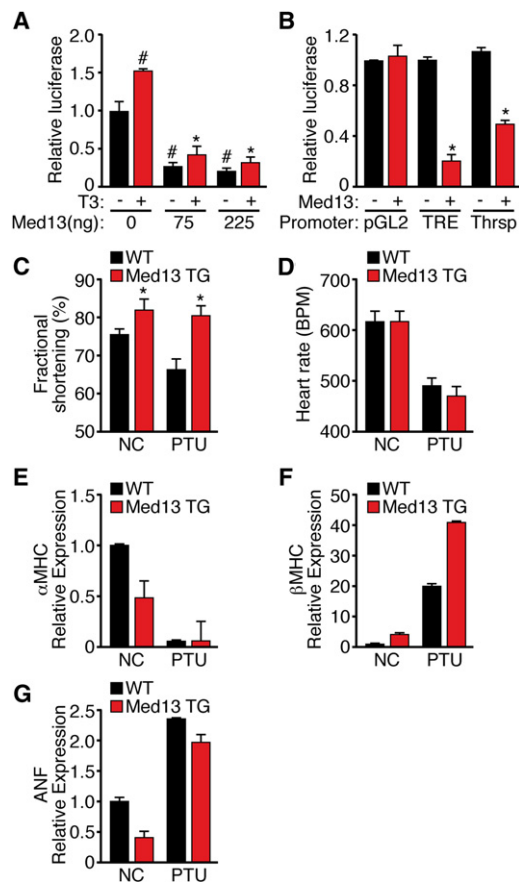 A
Relative luciferase
2.0
1.5
1.0
0.5
0
#
#
*
#
*
T3: - + - + - +
Med13(ng): 0 75 225
B
Relative luciferase
1.2
0.8
0.4
0
*
*
Med13: - + - + - +
Promoter: pGL2 TRE Thrsp
C
WT
Med13 TG
Fractional
shortening (%)
90
80
70
60
50
*
*
NC PTU
D
Heart rate (BPM)
700
600
500
400
NC PTU
E
WT
Med13 TG
αMHC
Relative Expression
1.5
1.0
0.5
0
NC PTU
F
WT
Med13 TG
βMHC
Relative Expression
50
40
30
20
10
0
NC PTU
G
WT
Med13 TG
ANF
Relative Expression
2.5
2.0
1.5
1.0
0.5
0.0
NC PTU